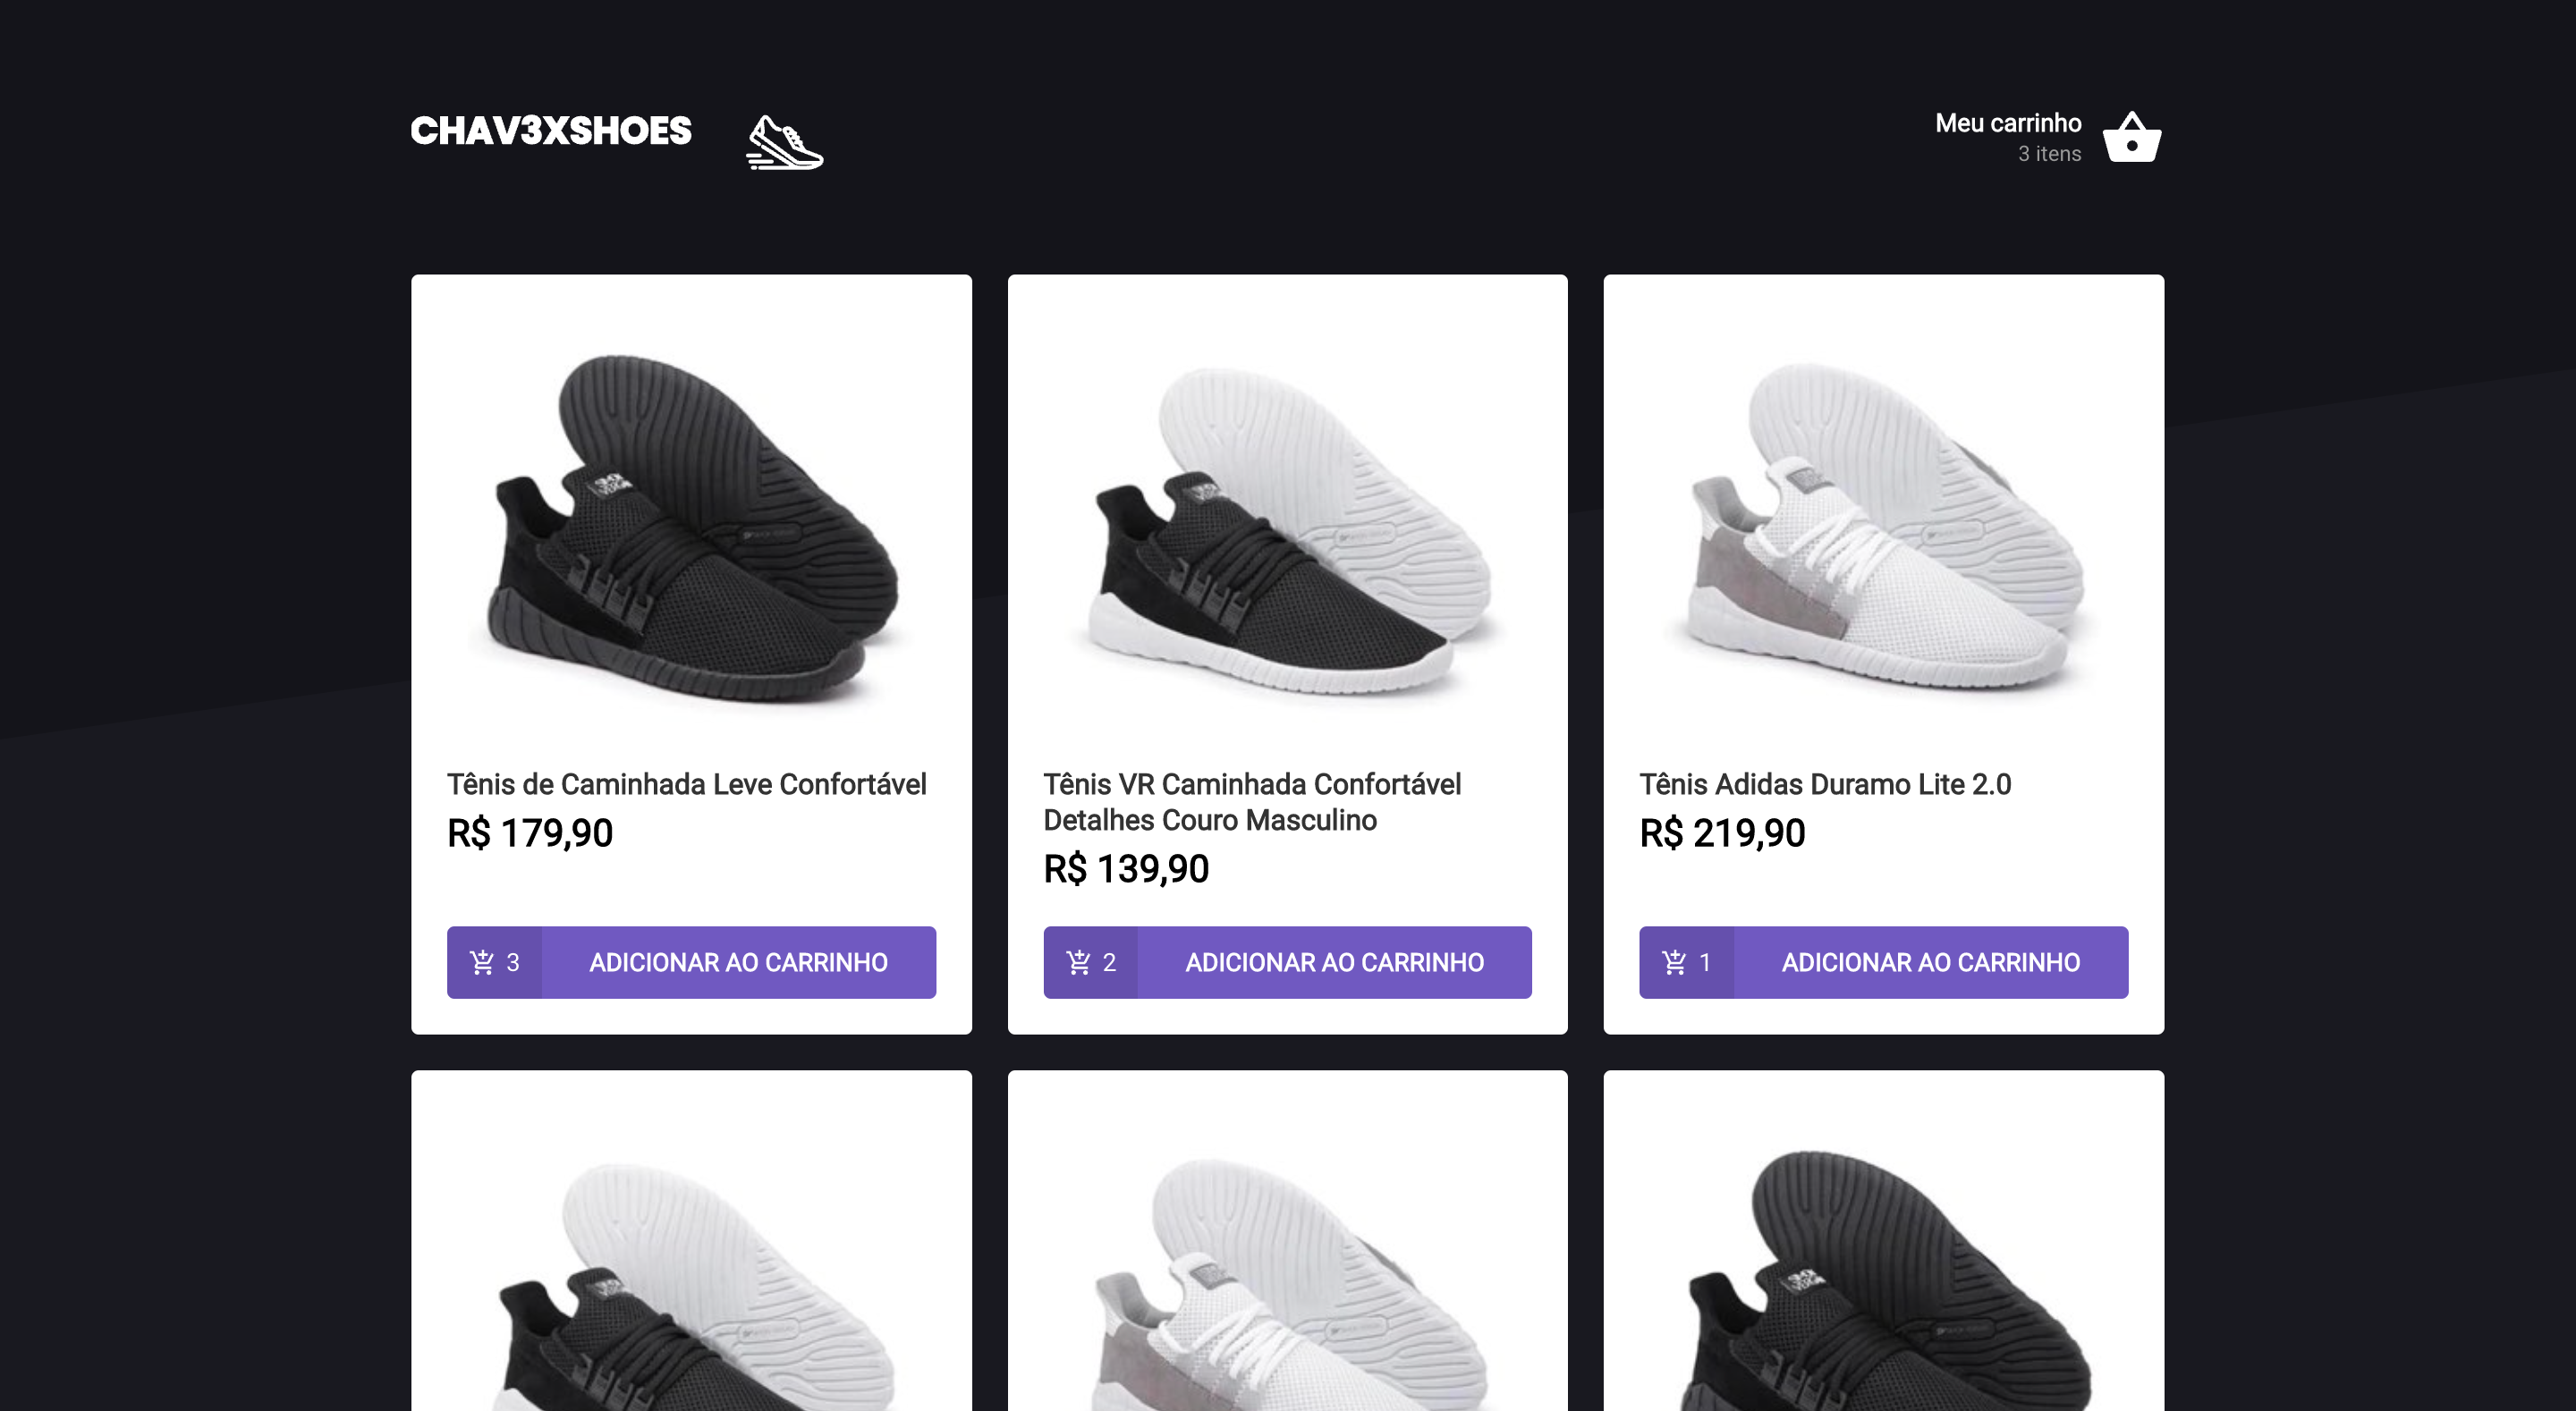 CHAV3XSHOES
Meu carrinho
3 itens
Tênis de Caminhada Leve Confortável
R$ 179,90
3 ADICIONAR AO CARRINHO
Tênis VR Caminhada Confortável
Detalhes Couro Masculino
R$ 139,90
2 ADICIONAR AO CARRINHO
Tênis Adidas Duramo Lite 2.0
R$ 219,90
1 ADICIONAR AO CARRINHO